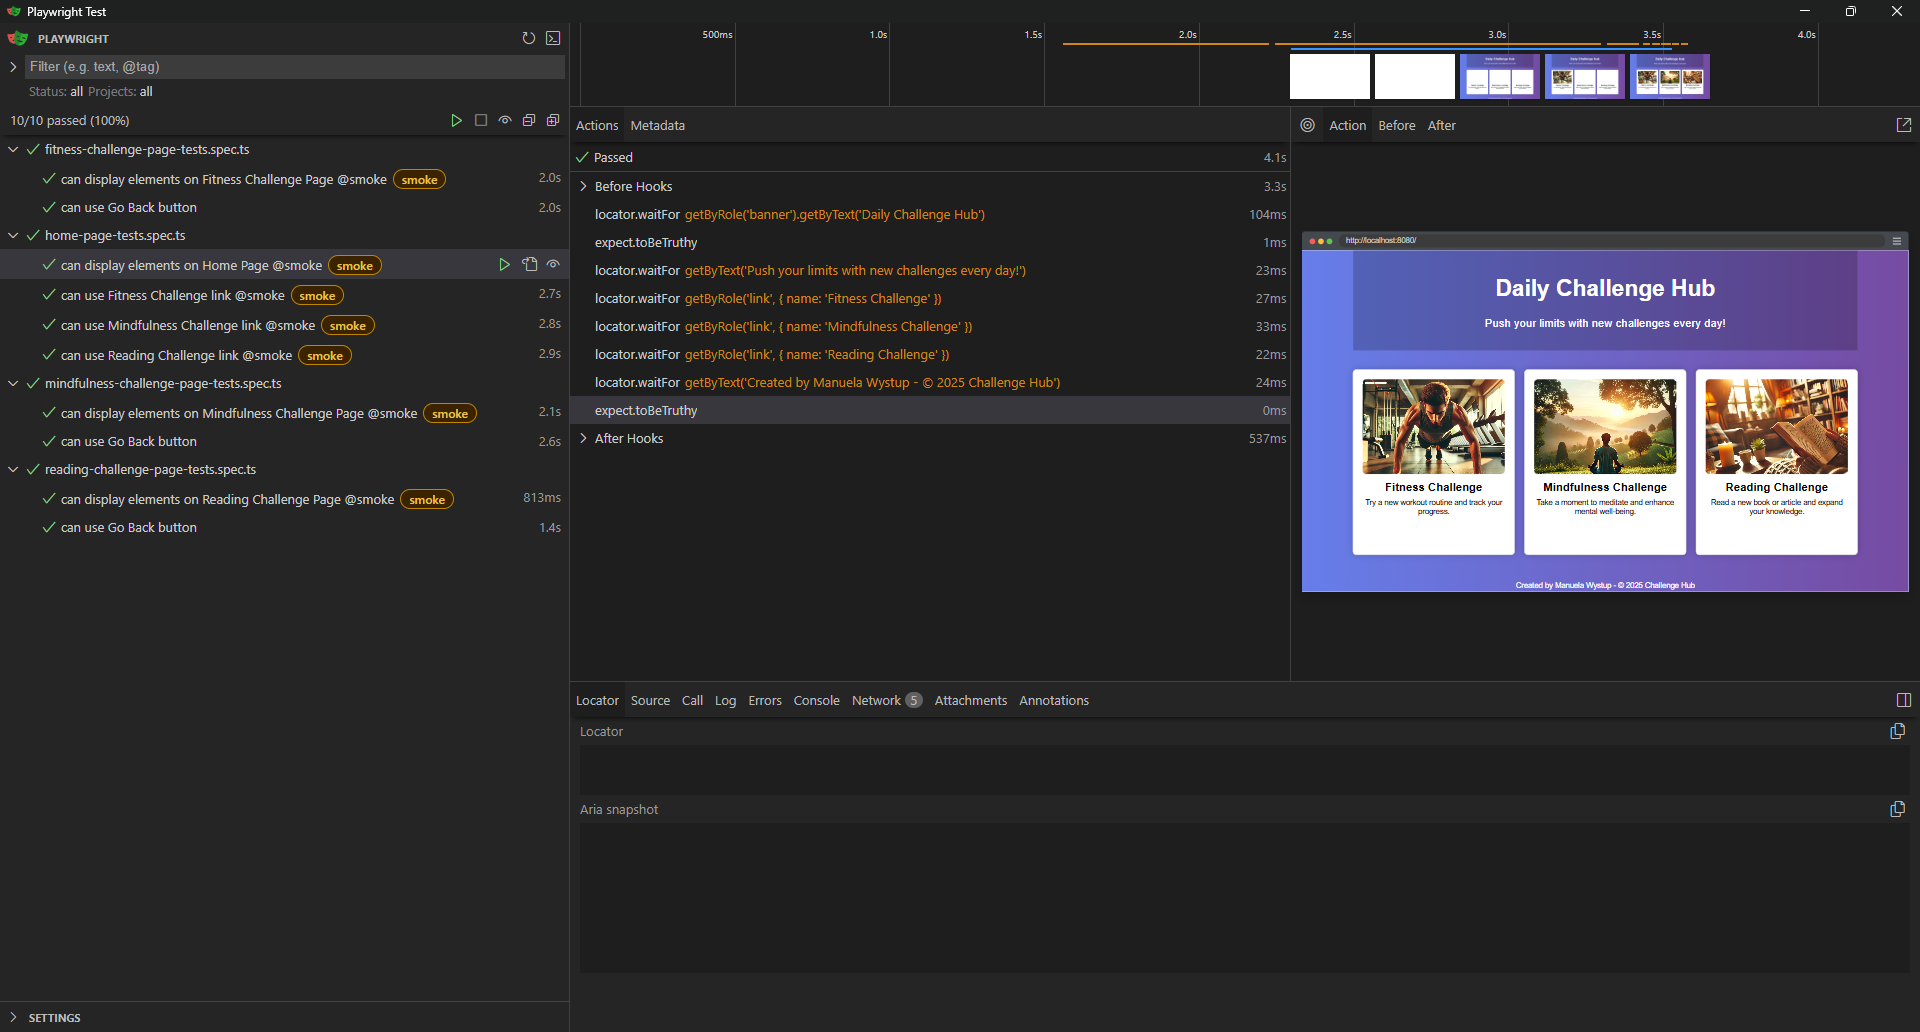 Playwright Test
PLAYWRIGHT
Filter (e.g. text, @tag)
Status: all Projects: all
10/10 passed (100%)
fitness-challenge-page-tests.spec.ts
can display elements on Fitness Challenge Page @smoke smoke 2.0s
can use Go Back button 2.0s
home-page-tests.spec.ts
can display elements on Home Page @smoke smoke
can use Fitness Challenge link @smoke smoke 2.7s
can use Mindfulness Challenge link @smoke smoke 2.8s
can use Reading Challenge link @smoke smoke 2.9s
mindfulness-challenge-page-tests.spec.ts
can display elements on Mindfulness Challenge Page @smoke smoke 2.1s
can use Go Back button 2.6s
reading-challenge-page-tests.spec.ts
can display elements on Reading Challenge Page @smoke smoke 813ms
can use Go Back button 1.4s
SETTINGS
500ms 1.0s 1.5s 2.0s 2.5s 3.0s 3.5s 4.0s
Actions Metadata
Passed 4.1s
Before Hooks 3.3s
locator.waitFor getByRole('banner').getByText('Daily Challenge Hub') 104ms
expect.toBeTruthy 1ms
locator.waitFor getByText('Push your limits with new challenges every day!') 23ms
locator.waitFor getByRole('link', { name: 'Fitness Challenge' }) 27ms
locator.waitFor getByRole('link', { name: 'Mindfulness Challenge' }) 33ms
locator.waitFor getByRole('link', { name: 'Reading Challenge' }) 22ms
locator.waitFor getByText('Created by Manuela Wystup - © 2025 Challenge Hub') 24ms
expect.toBeTruthy 0ms
After Hooks 537ms
Action Before After
http://localhost:8080/
Daily Challenge Hub
Push your limits with new challenges every day!
Fitness Challenge
Try a new workout routine and track your
progress.
Mindfulness Challenge
Take a moment to meditate and enhance
mental well-being.
Reading Challenge
Read a new book or article and expand
your knowledge.
Created by Manuela Wystup - © 2025 Challenge Hub
Locator Source Call Log Errors Console Network 5 Attachments Annotations
Locator
Aria snapshot